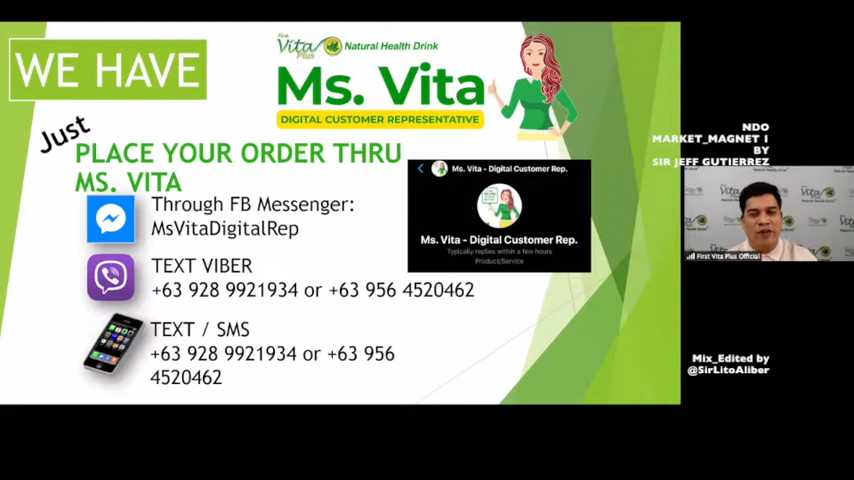 WE HAVE
First
Vita
Plus
Natural Health Drink
Ms. Vita
DIGITAL CUSTOMER REPRESENTATIVE
Just
PLACE YOUR ORDER THRU
MS. VITA
Through FB Messenger:
MsVitaDigitalRep
TEXT VIBER
+63 928 9921934 or +63 956 4520462
TEXT / SMS
+63 928 9921934 or +63 956
4520462
Ms. Vita - Digital Customer Rep.
Ms. Vita - Digital Customer Rep.
Typically replies within a few hours
Product/Service
NDO
MARKET_MAGNET I
BY
SIR JEFF GUTIERREZ
First Vita Plus Official
Mix_Edited by
@SirLitoAliber